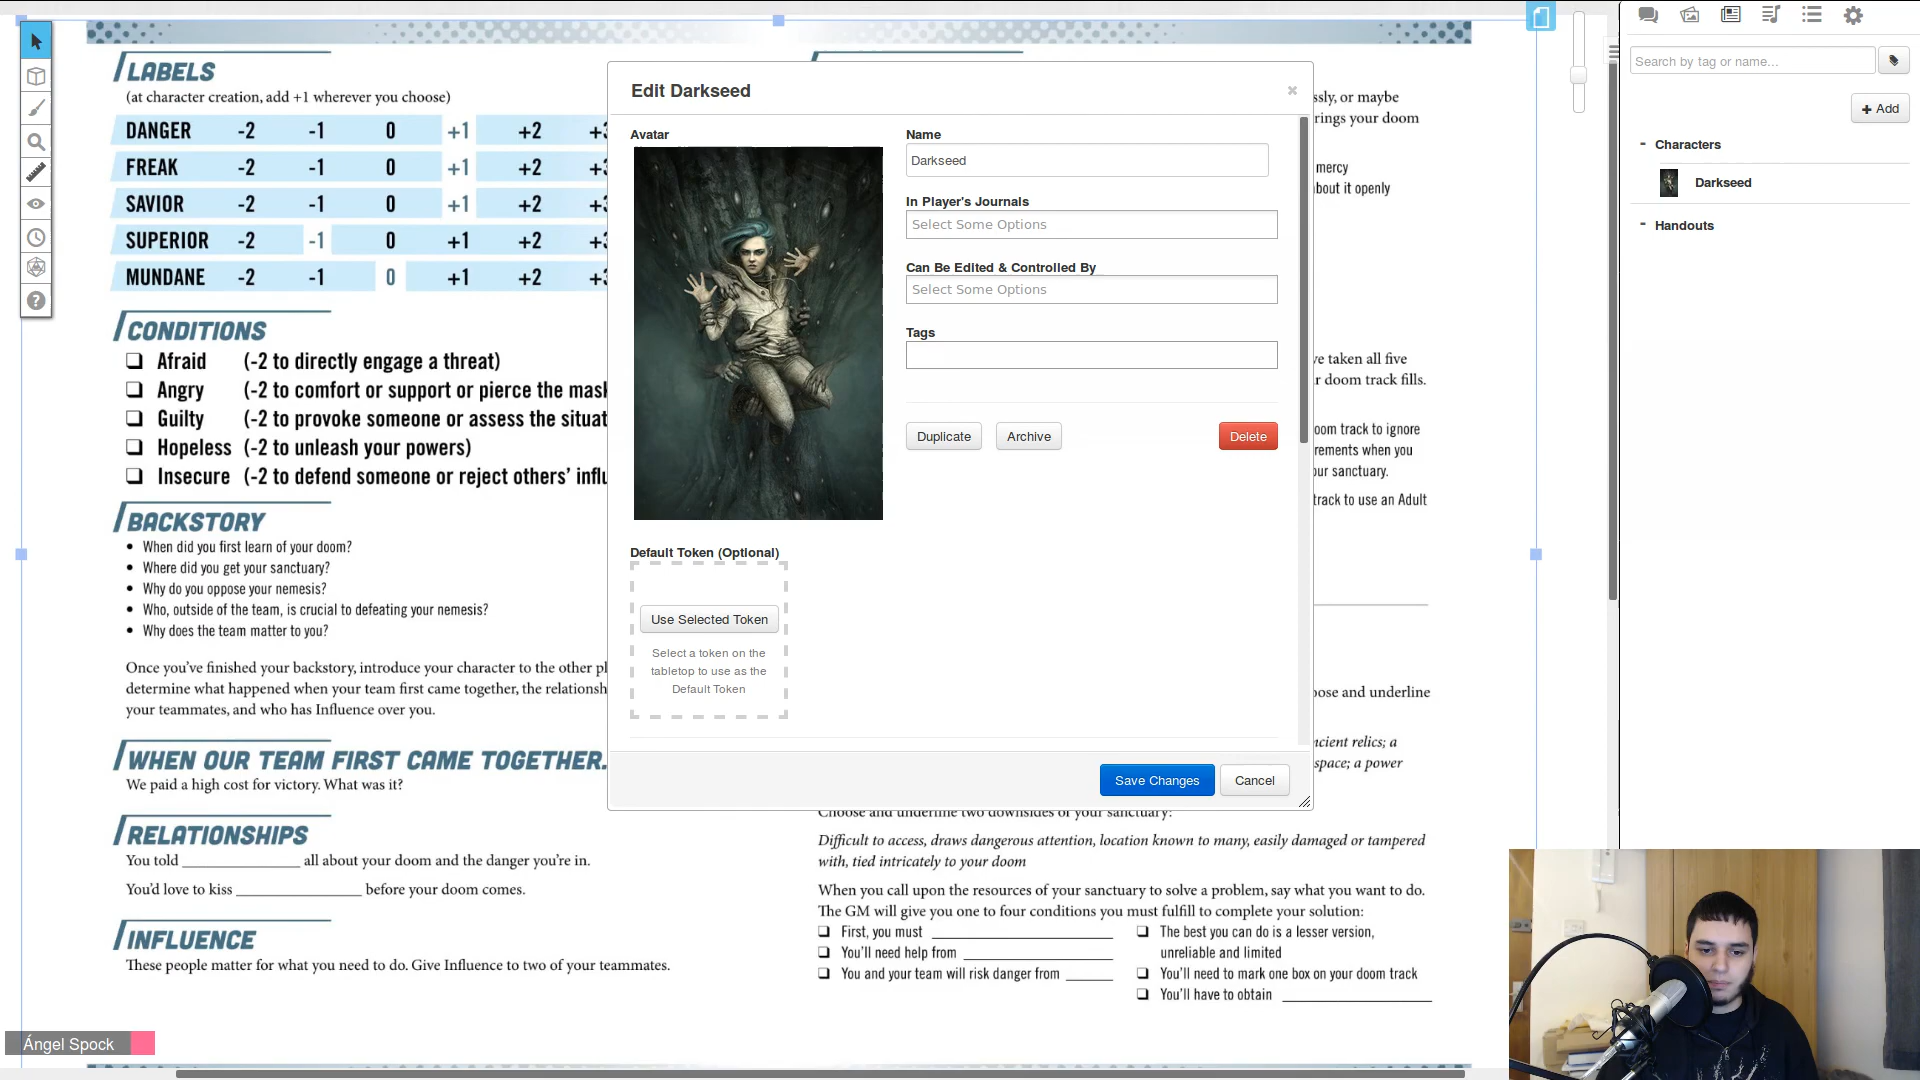 LABELS
(at character creation, add +1 wherever you choose)
DANGER -2 -1 0 +1 +2
FREAK -2 -1 0 +1 +2
SAVIOR -2 -1 0 +1 +2
SUPERIOR -2 -1 0 +1 +2
MUNDANE -2 -1 0 +1 +2
CONDITIONS
Afraid (-2 to directly engage a threat)
Angry (-2 to comfort or support or pierce the mask
Guilty (-2 to provoke someone or assess the situat
Hopeless (-2 to unleash your powers)
Insecure (-2 to defend someone or reject others' influ
BACKSTORY
• When did you first learn of your doom?
• Where did you get your sanctuary?
• Why do you oppose your nemesis?
• Who, outside of the team, is crucial to defeating your nemesis?
• Why does the team matter to you?
Once you've finished your backstory, introduce your character to the other pl
determine what happened when your team first came together, the relationsh
your teammates, and who has Influence over you.
WHEN OUR TEAM FIRST CAME TOGETHER.
We paid a high cost for victory. What was it?
RELATIONSHIPS
You told ____________ all about your doom and the danger you're in.
You'd love to kiss ____________ before your doom comes.
INFLUENCE
These people matter for what you need to do. Give Influence to two of your teammates.
Ángel Spock
Edit Darkseed
×
Avatar
Name
Darkseed
In Player's Journals
Select Some Options
Can Be Edited & Controlled By
Select Some Options
Tags
Duplicate
Archive
Delete
Default Token (Optional)
Use Selected Token
Select a token on the
tabletop to use as the
Default Token
Save Changes
Cancel
ssly, or maybe
rings your doom
mercy
bout it openly
ve taken all five
r doom track fills.
oom track to ignore
rements when you
ur sanctuary.
track to use an Adult
oose and underline
ncient relics; a
space; a power
Choose and underline two downsides of your sanctuary:
Difficult to access, draws dangerous attention, location known to many, easily damaged or tampered
with, tied intricately to your doom
When you call upon the resources of your sanctuary to solve a problem, say what you want to do.
The GM will give you one to four conditions you must fulfill to complete your solution:
First, you must ____________
You'll need help from ____________
You and your team will risk danger from ______
The best you can do is a lesser version,
unreliable and limited
You'll need to mark one box on your doom track
You'll have to obtain ____________
Search by tag or name...
+ Add
- Characters
Darkseed
- Handouts